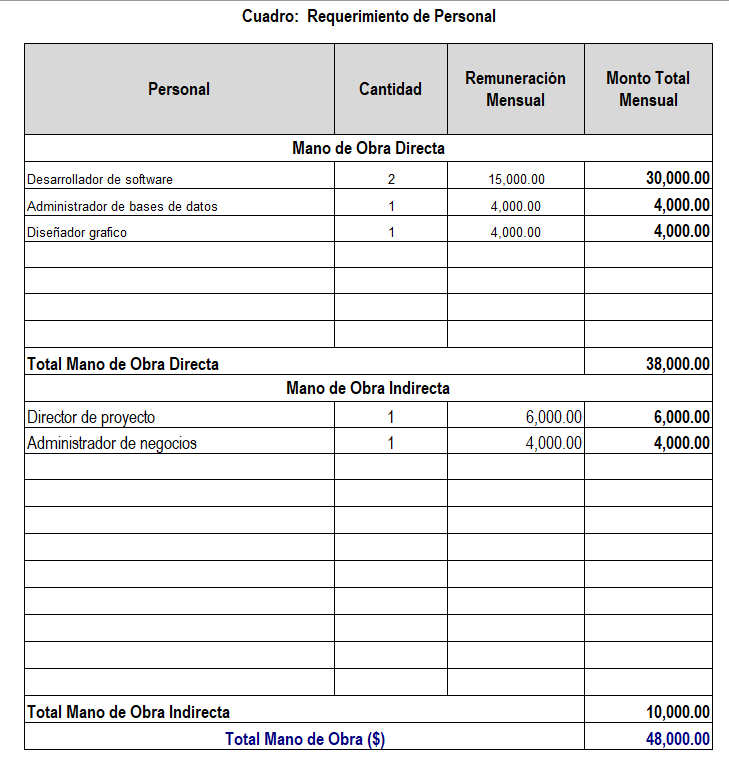 Cuadro: Requerimiento de Personal
Personal Cantidad Remuneración Mensual Monto Total Mensual
Mano de Obra Directa
Desarrollador de software 2 15,000.00 30,000.00
Administrador de bases de datos 1 4,000.00 4,000.00
Diseñador grafico 1 4,000.00 4,000.00
Total Mano de Obra Directa 38,000.00
Mano de Obra Indirecta
Director de proyecto 1 6,000.00 6,000.00
Administrador de negocios 1 4,000.00 4,000.00
Total Mano de Obra Indirecta 10,000.00
Total Mano de Obra ($) 48,000.00